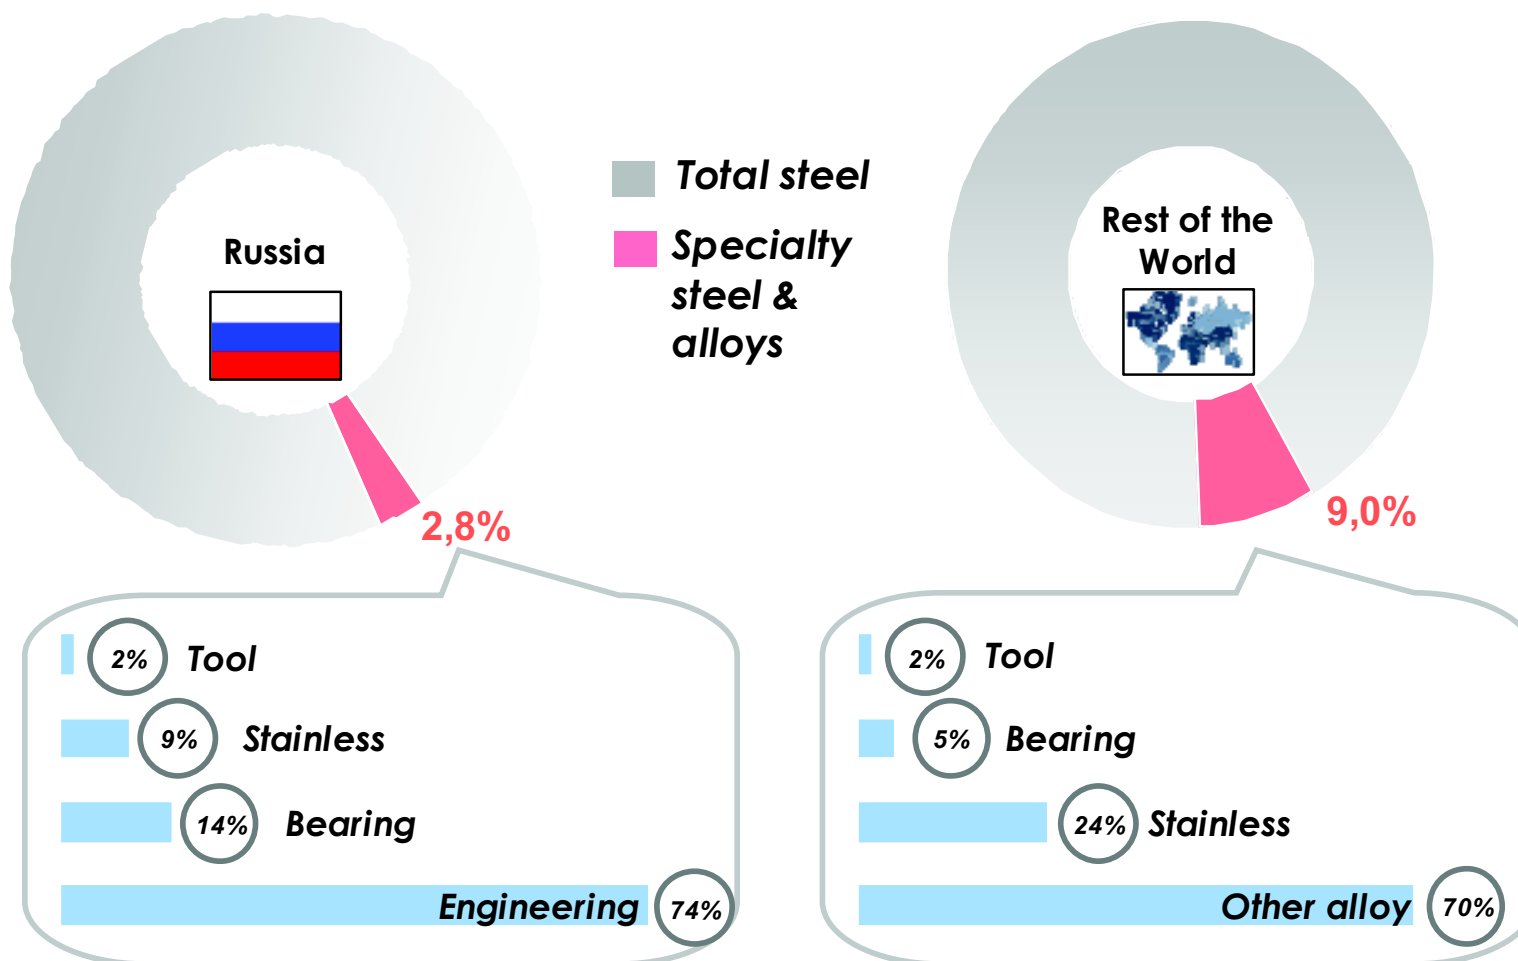 Russia
2,8%
Total steel
Specialty
steel &
alloys
Rest of the
World
9,0%
2% Tool
9% Stainless
14% Bearing
Engineering 74%
2% Tool
5% Bearing
24% Stainless
Other alloy 70%